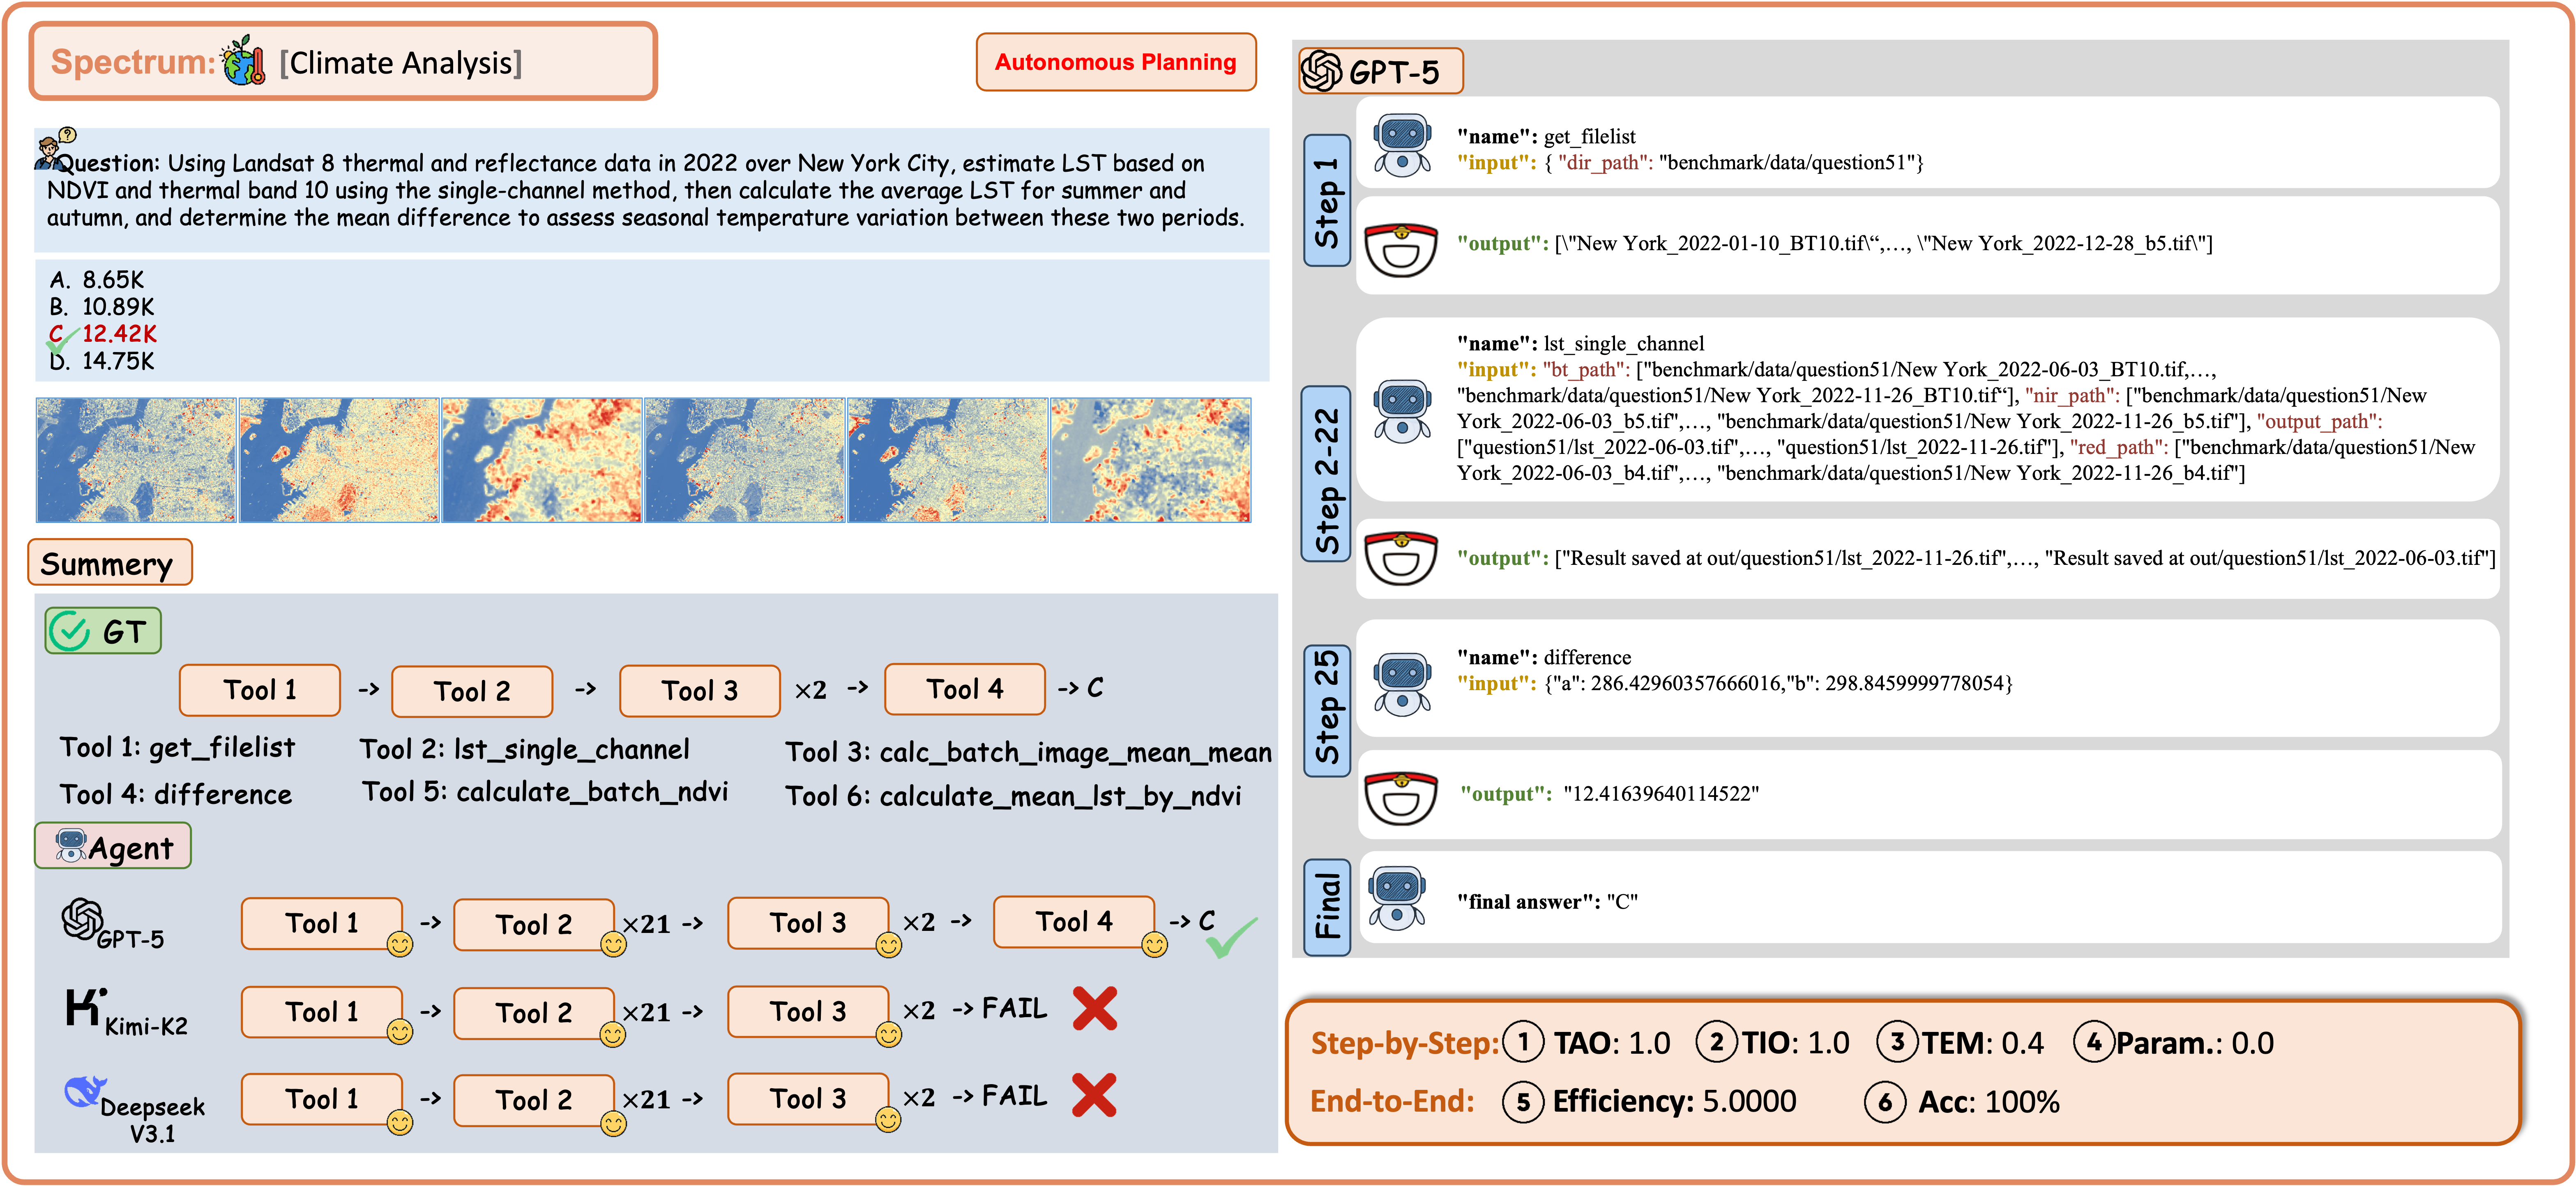 Spectrum: [Climate Analysis]
Autonomous Planning
Question: Using Landsat 8 thermal and reflectance data in 2022 over New York City, estimate LST based on
NDVI and thermal band 10 using the single-channel method, then calculate the average LST for summer and
autumn, and determine the mean difference to assess seasonal temperature variation between these two periods.
A. 8.65K
B. 10.89K
C. 12.42K
D. 14.75K
Summery
GT
Tool 1 -> Tool 2 -> Tool 3 ×2 -> Tool 4 -> C
Tool 1: get_filelist Tool 2: lst_single_channel Tool 3: calc_batch_image_mean_mean
Tool 4: difference Tool 5: calculate_batch_ndvi Tool 6: calculate_mean_lst_by_ndvi
Agent
GPT-5 Tool 1 -> Tool 2 ×21 -> Tool 3 ×2 -> Tool 4 -> C
Kimi-K2 Tool 1 -> Tool 2 ×21 -> Tool 3 ×2 -> FAIL
Deepseek
V3.1
Tool 1 -> Tool 2 ×21 -> Tool 3 ×2 -> FAIL
GPT-5
Step 1
"name": get_filelist
"input": { "dir_path": "benchmark/data/question51"}
"output": [\"New York_2022-01-10_BT10.tif\“,…, \"New York_2022-12-28_b5.tif\"]
Step 2-22
"name": lst_single_channel
"input": "bt_path": ["benchmark/data/question51/New York_2022-06-03_BT10.tif,…,
"benchmark/data/question51/New York_2022-11-26_BT10.tif“], "nir_path": ["benchmark/data/question51/New
York_2022-06-03_b5.tif",…, "benchmark/data/question51/New York_2022-11-26_b5.tif"], "output_path":
["question51/lst_2022-06-03.tif",…, "question51/lst_2022-11-26.tif"], "red_path": ["benchmark/data/question51/New
York_2022-06-03_b4.tif",…, "benchmark/data/question51/New York_2022-11-26_b4.tif"]
"output": ["Result saved at out/question51/lst_2022-11-26.tif",…, "Result saved at out/question51/lst_2022-06-03.tif"]
Step 25
"name": difference
"input": {"a": 286.42960357666016,"b": 298.8459999778054}
"output": "12.41639640114522"
Final
"final answer": "C"
Step-by-Step: 1 TAO: 1.0 2 TIO: 1.0 3 TEM: 0.4 4 Param.: 0.0
End-to-End: 5 Efficiency: 5.0000 6 Acc: 100%